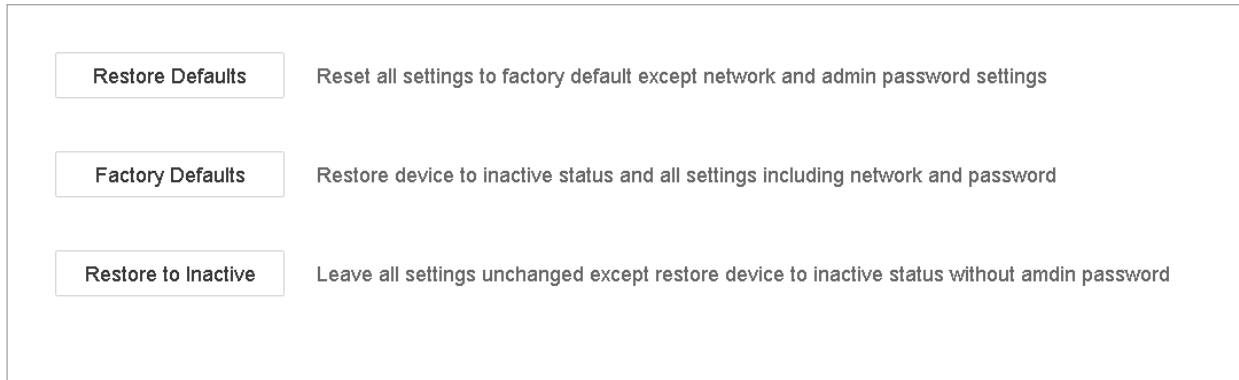 Restore Defaults Reset all settings to factory default except network and admin password settings
Factory Defaults Restore device to inactive status and all settings including network and password
Restore to Inactive Leave all settings unchanged except restore device to inactive status without amdin password